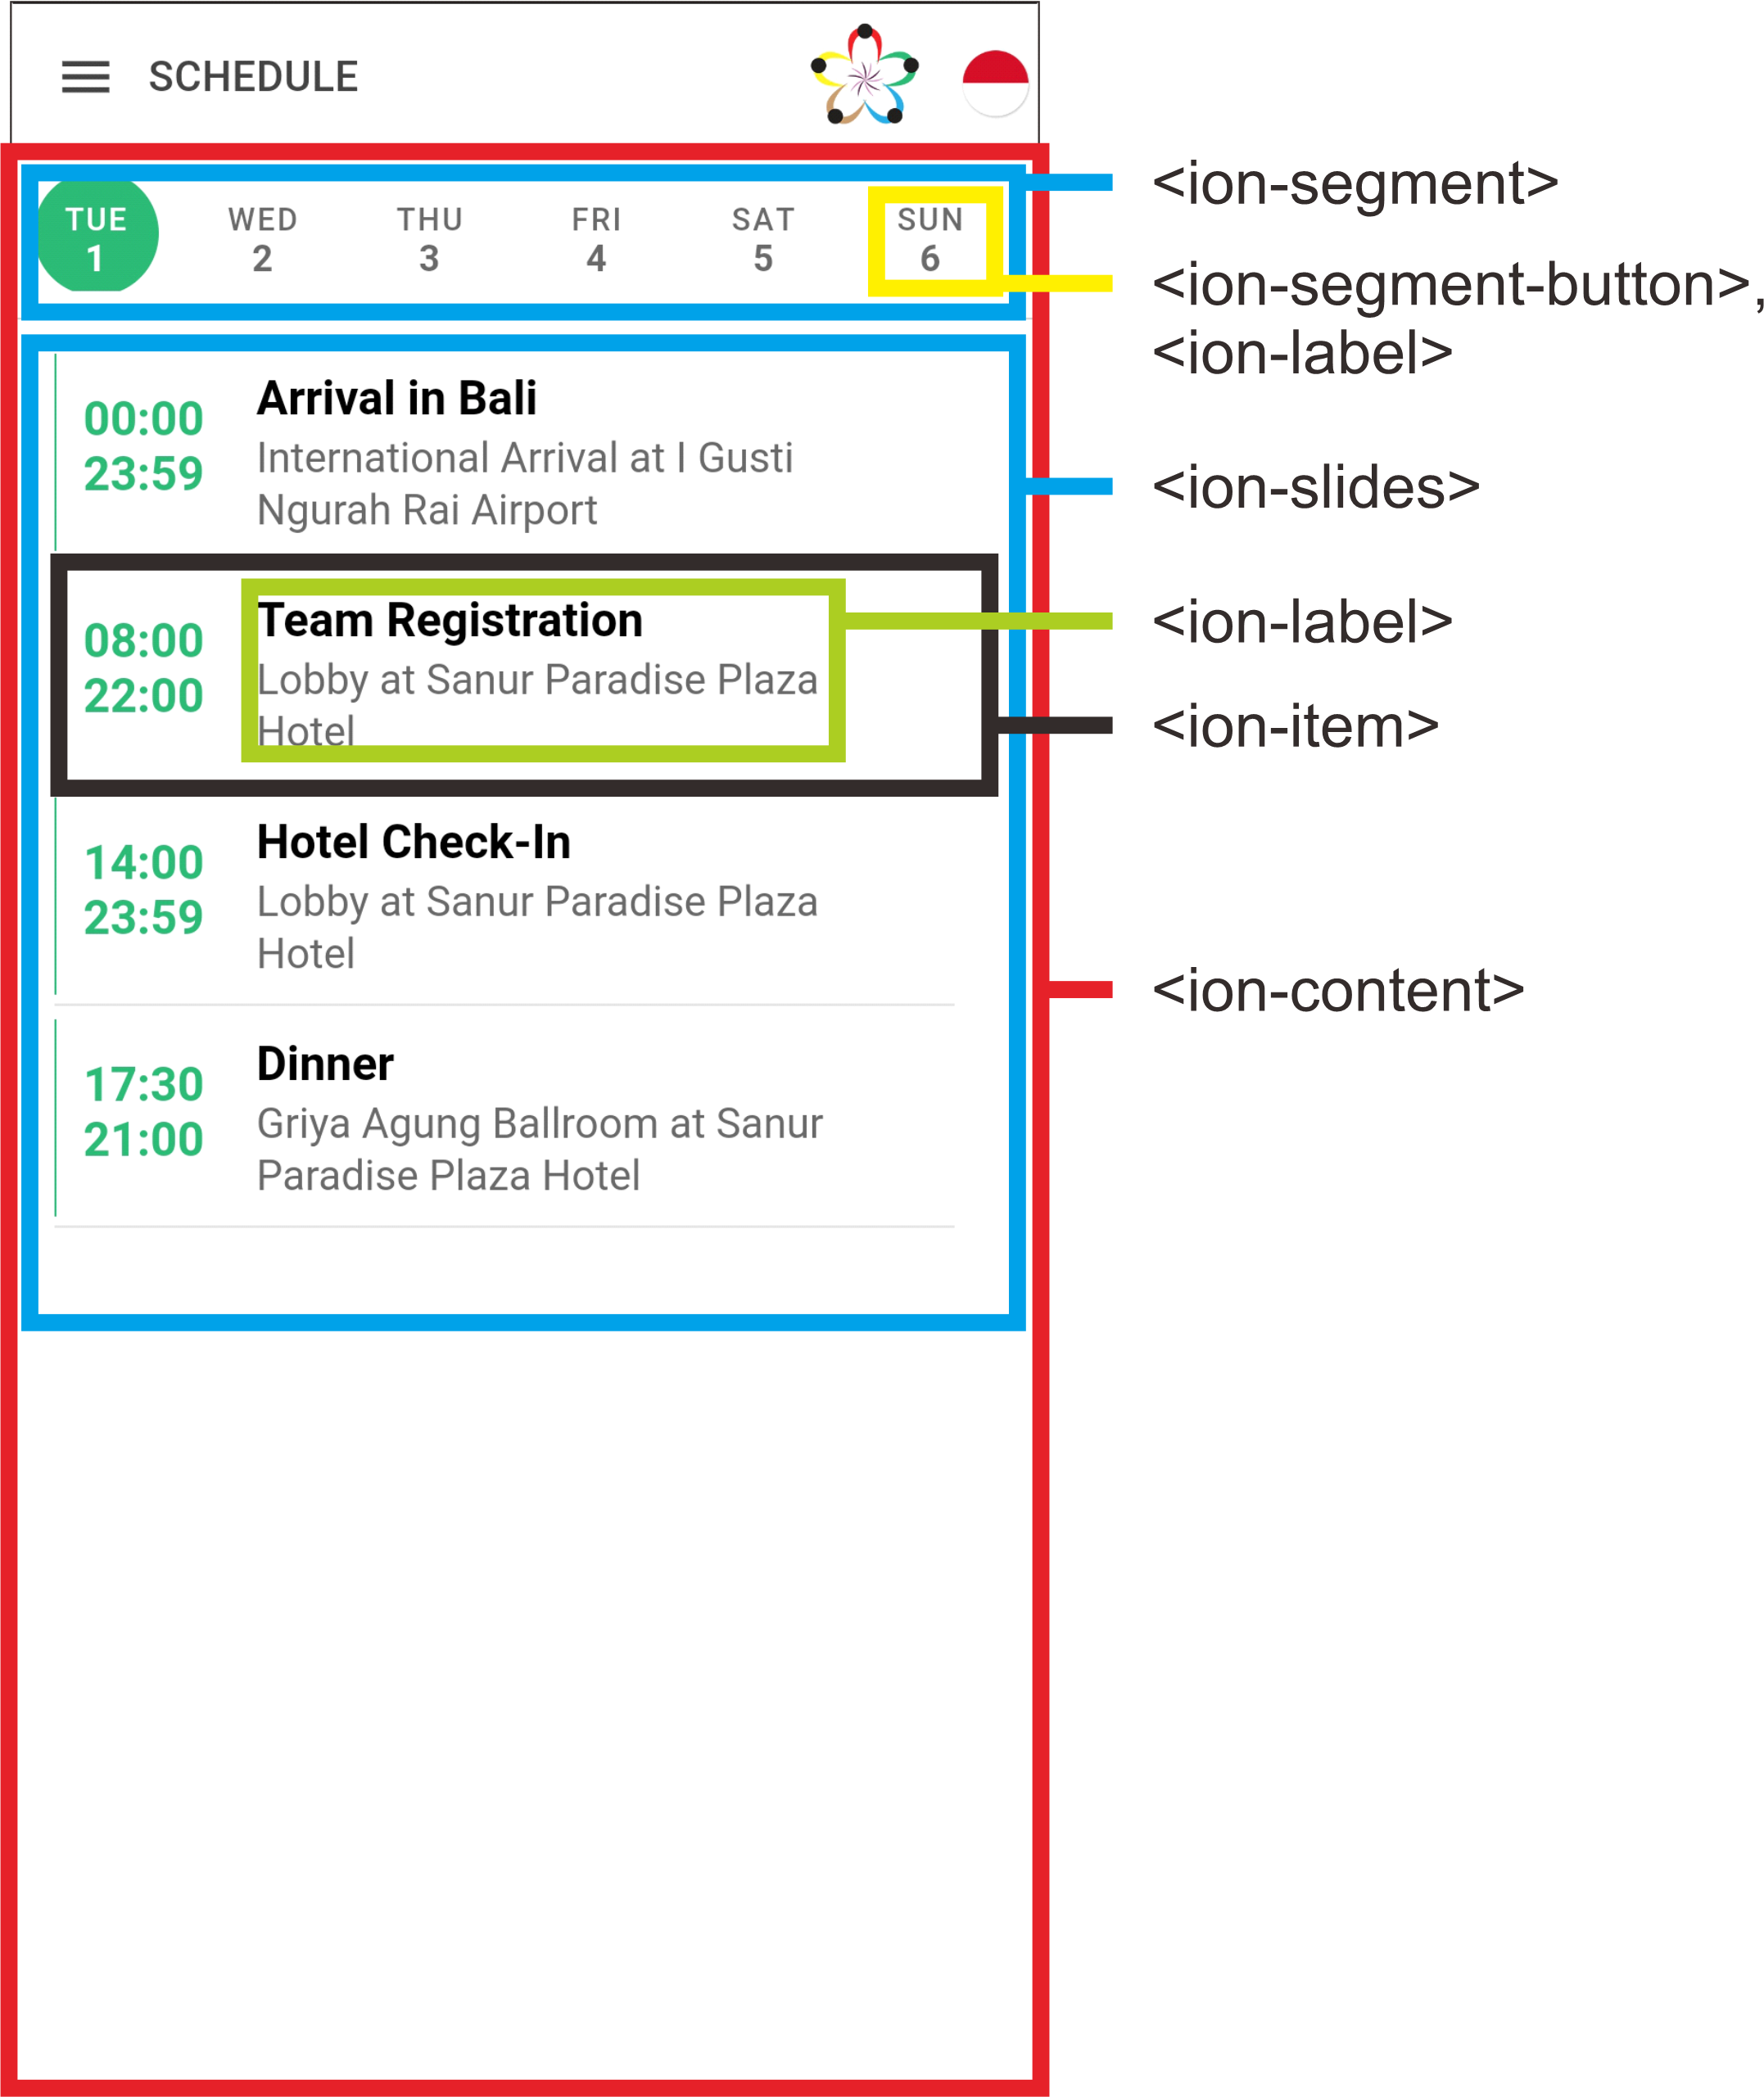 SCHEDULE
TUE WED THU FRI SAT SUN
1 2 3 4 5 6
<ion-segment>
<ion-segment-button>,
<ion-label>
00:00
23:59
Arrival in Bali
International Arrival at I Gusti
Ngurah Rai Airport
<ion-slides>
08:00
22:00
Team Registration
Lobby at Sanur Paradise Plaza
Hotel
<ion-label>
<ion-item>
14:00
23:59
Hotel Check-In
Lobby at Sanur Paradise Plaza
Hotel
<ion-content>
17:30
21:00
Dinner
Griya Agung Ballroom at Sanur
Paradise Plaza Hotel